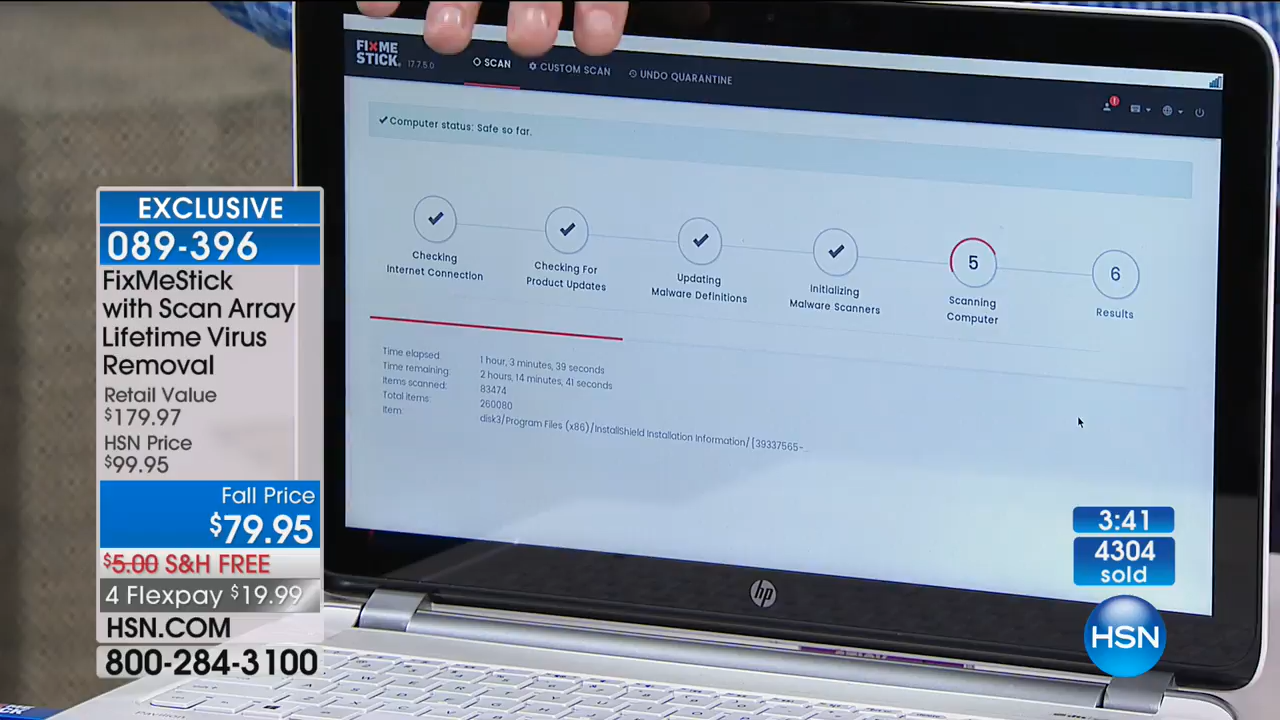 FIXME
STICK. 17.7.5.0
SCAN
CUSTOM SCAN
UNDO QUARANTINE
Computer status: Safe so far.
Checking
Internet Connection
Checking For
Product Updates
Updating
Malware Definitions
Initializing
Malware Scanners
5
Scanning
Computer
6
Results
Time elapsed 1 hour, 3 minutes, 39 seconds
Time remaining: 2 hours, 14 minutes, 41 seconds
Items scanned: 83474
Total items: 260080
Item: disk3/Program Files (x86)/InstallShield Installation Information/ [39337565-...
hp
EXCLUSIVE
089-396
FixMeStick
with Scan Array
Lifetime Virus
Removal
Retail Value
$179.97
HSN Price
$99.95
Fall Price
$79.95
$5.00 S&H FREE
4 Flexpay $19.99
HSN.COM
800-284-3100
3:41
4304
sold
HSN